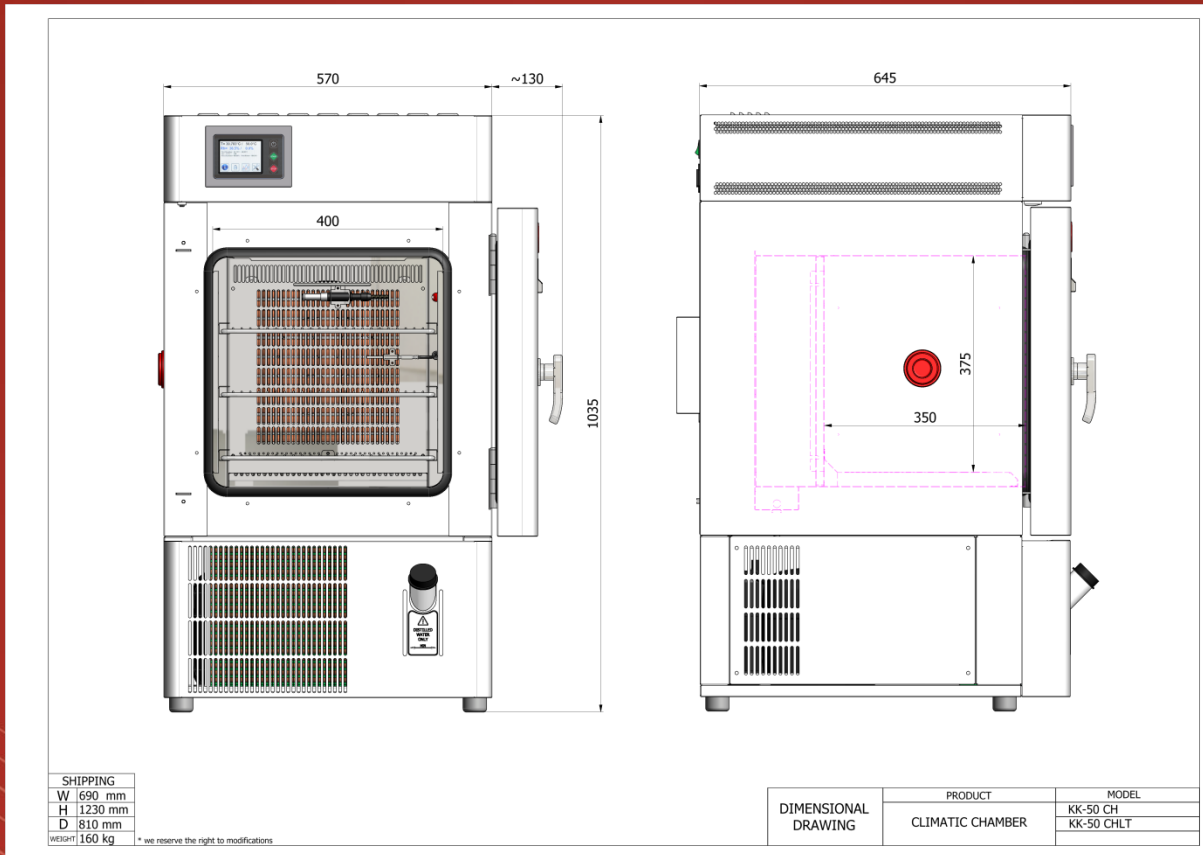 570
~130
645
400
1035
375
350
DISTILLED
WATER
ONLY
SHIPPING
W 690 mm
H 1230 mm
D 810 mm
WEIGHT 160 kg
* we reserve the right to modifications
DIMENSIONAL
DRAWING
PRODUCT
CLIMATIC CHAMBER
MODEL
KK-50 CH
KK-50 CHLT